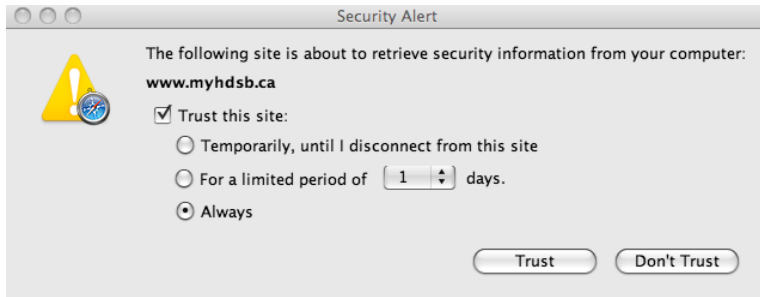 Security Alert
The following site is about to retrieve security information from your computer:
www.myhdsb.ca
Trust this site:
Temporarily, until I disconnect from this site
For a limited period of 1 days.
Always
Trust Don't Trust